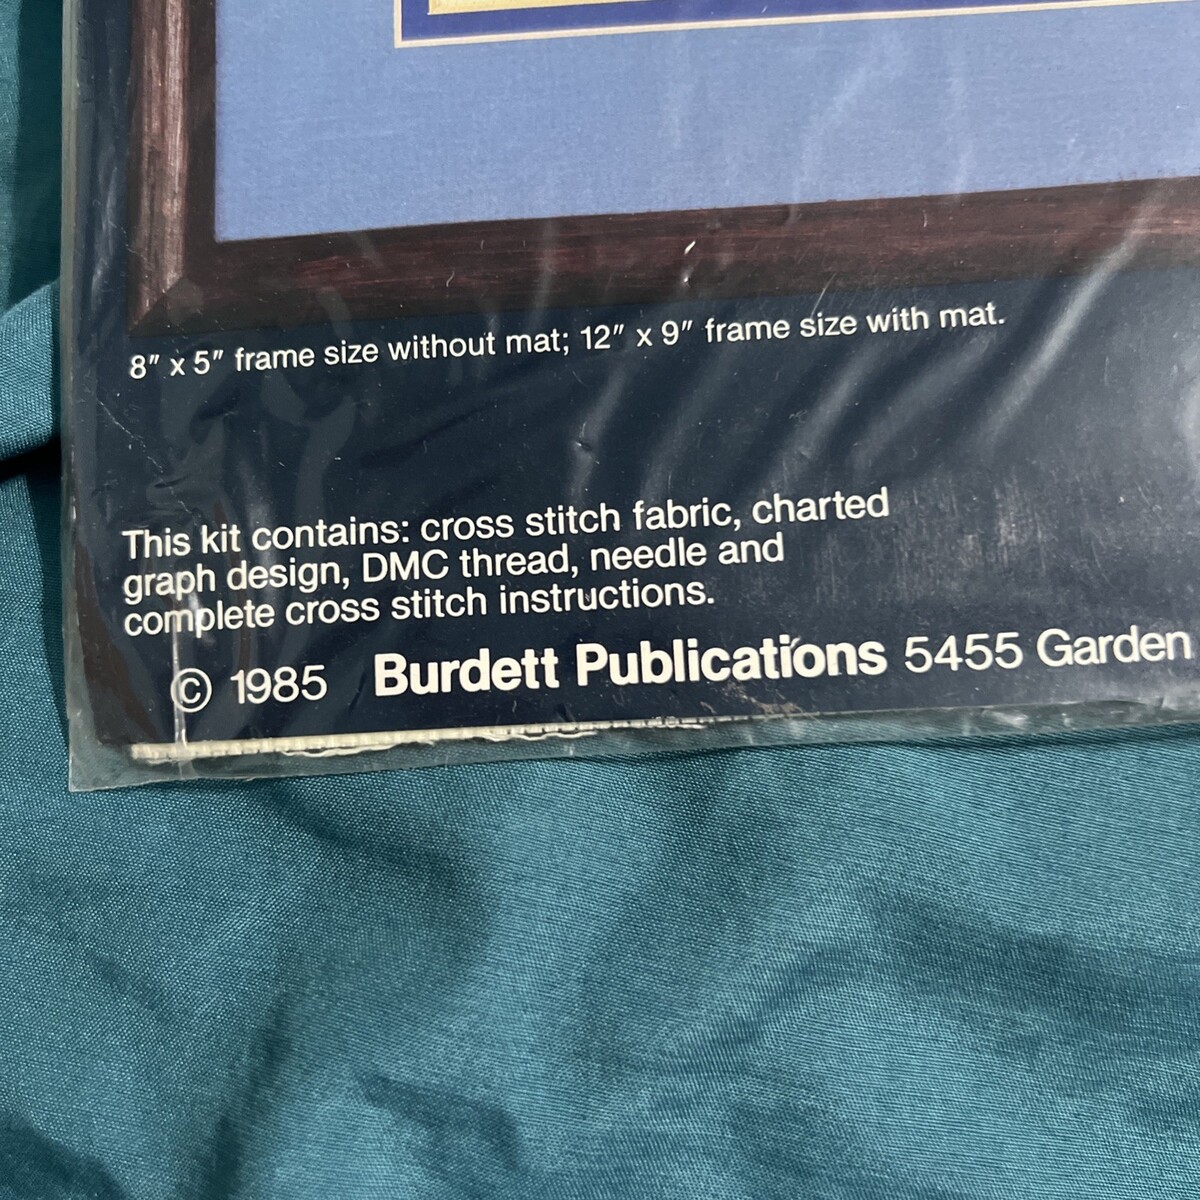 8" x 5" frame size without mat; 12" x 9" frame size with mat.
This kit contains: cross stitch fabric, charted
graph design, DMC thread, needle and
complete cross stitch instructions.
© 1985 Burdett Publications 5455 Garden